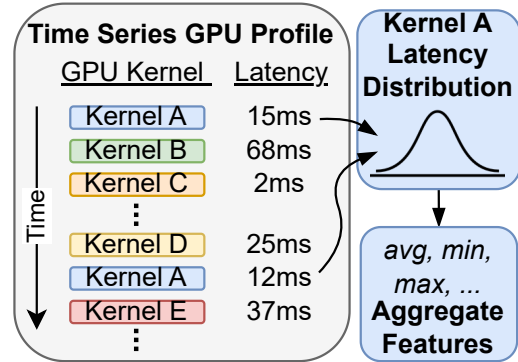 Time Series GPU Profile
GPU Kernel Latency
Kernel A 15ms
Kernel B 68ms
Kernel C 2ms
⋮
Kernel D 25ms
Kernel A 12ms
Kernel E 37ms
⋮
Time
Kernel A
Latency
Distribution
avg, min,
max, ...
Aggregate
Features